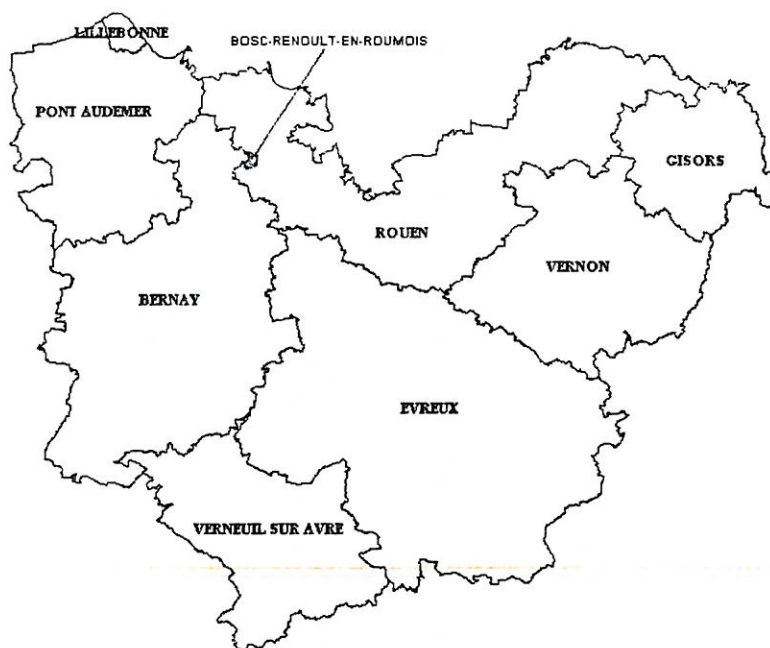 LILLEBONNE
BOSC-RENOULT-EN-ROUMOIS
PONT AUDEMER
GISORS
ROUEN
VERNON
BERNAY
EVREUX
VERNEUIL SUR AVRE